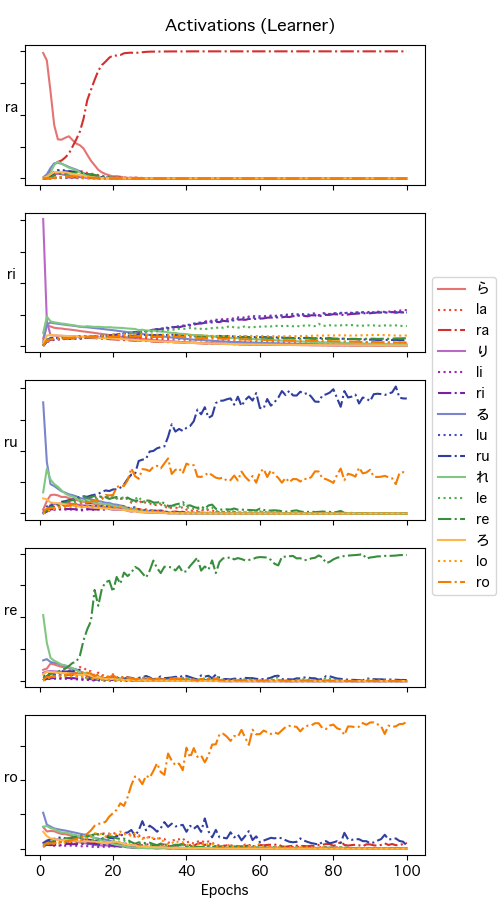 Activations (Learner)
ra
ri
ru
re
ro
ら
la
ra
り
li
ri
る
lu
ru
れ
le
re
ろ
lo
ro
0 20 40 60 80 100
Epochs